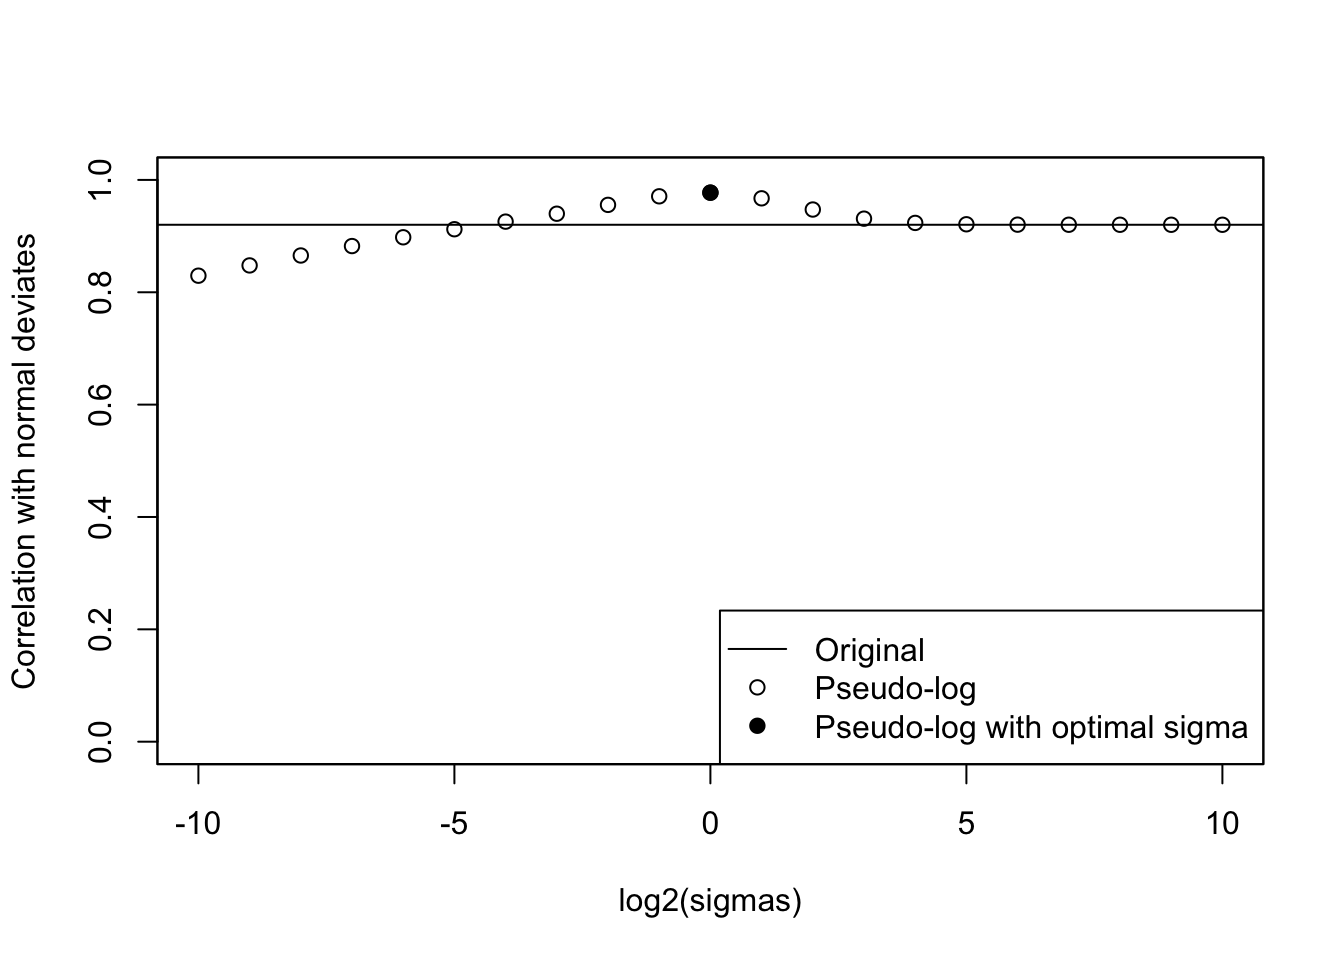 Correlation with normal deviates
1.0
0.8
0.6
0.4
0.2
0.0
Original
Pseudo-log
Pseudo-log with optimal sigma
-10 -5 0 5 10
log2(sigmas)